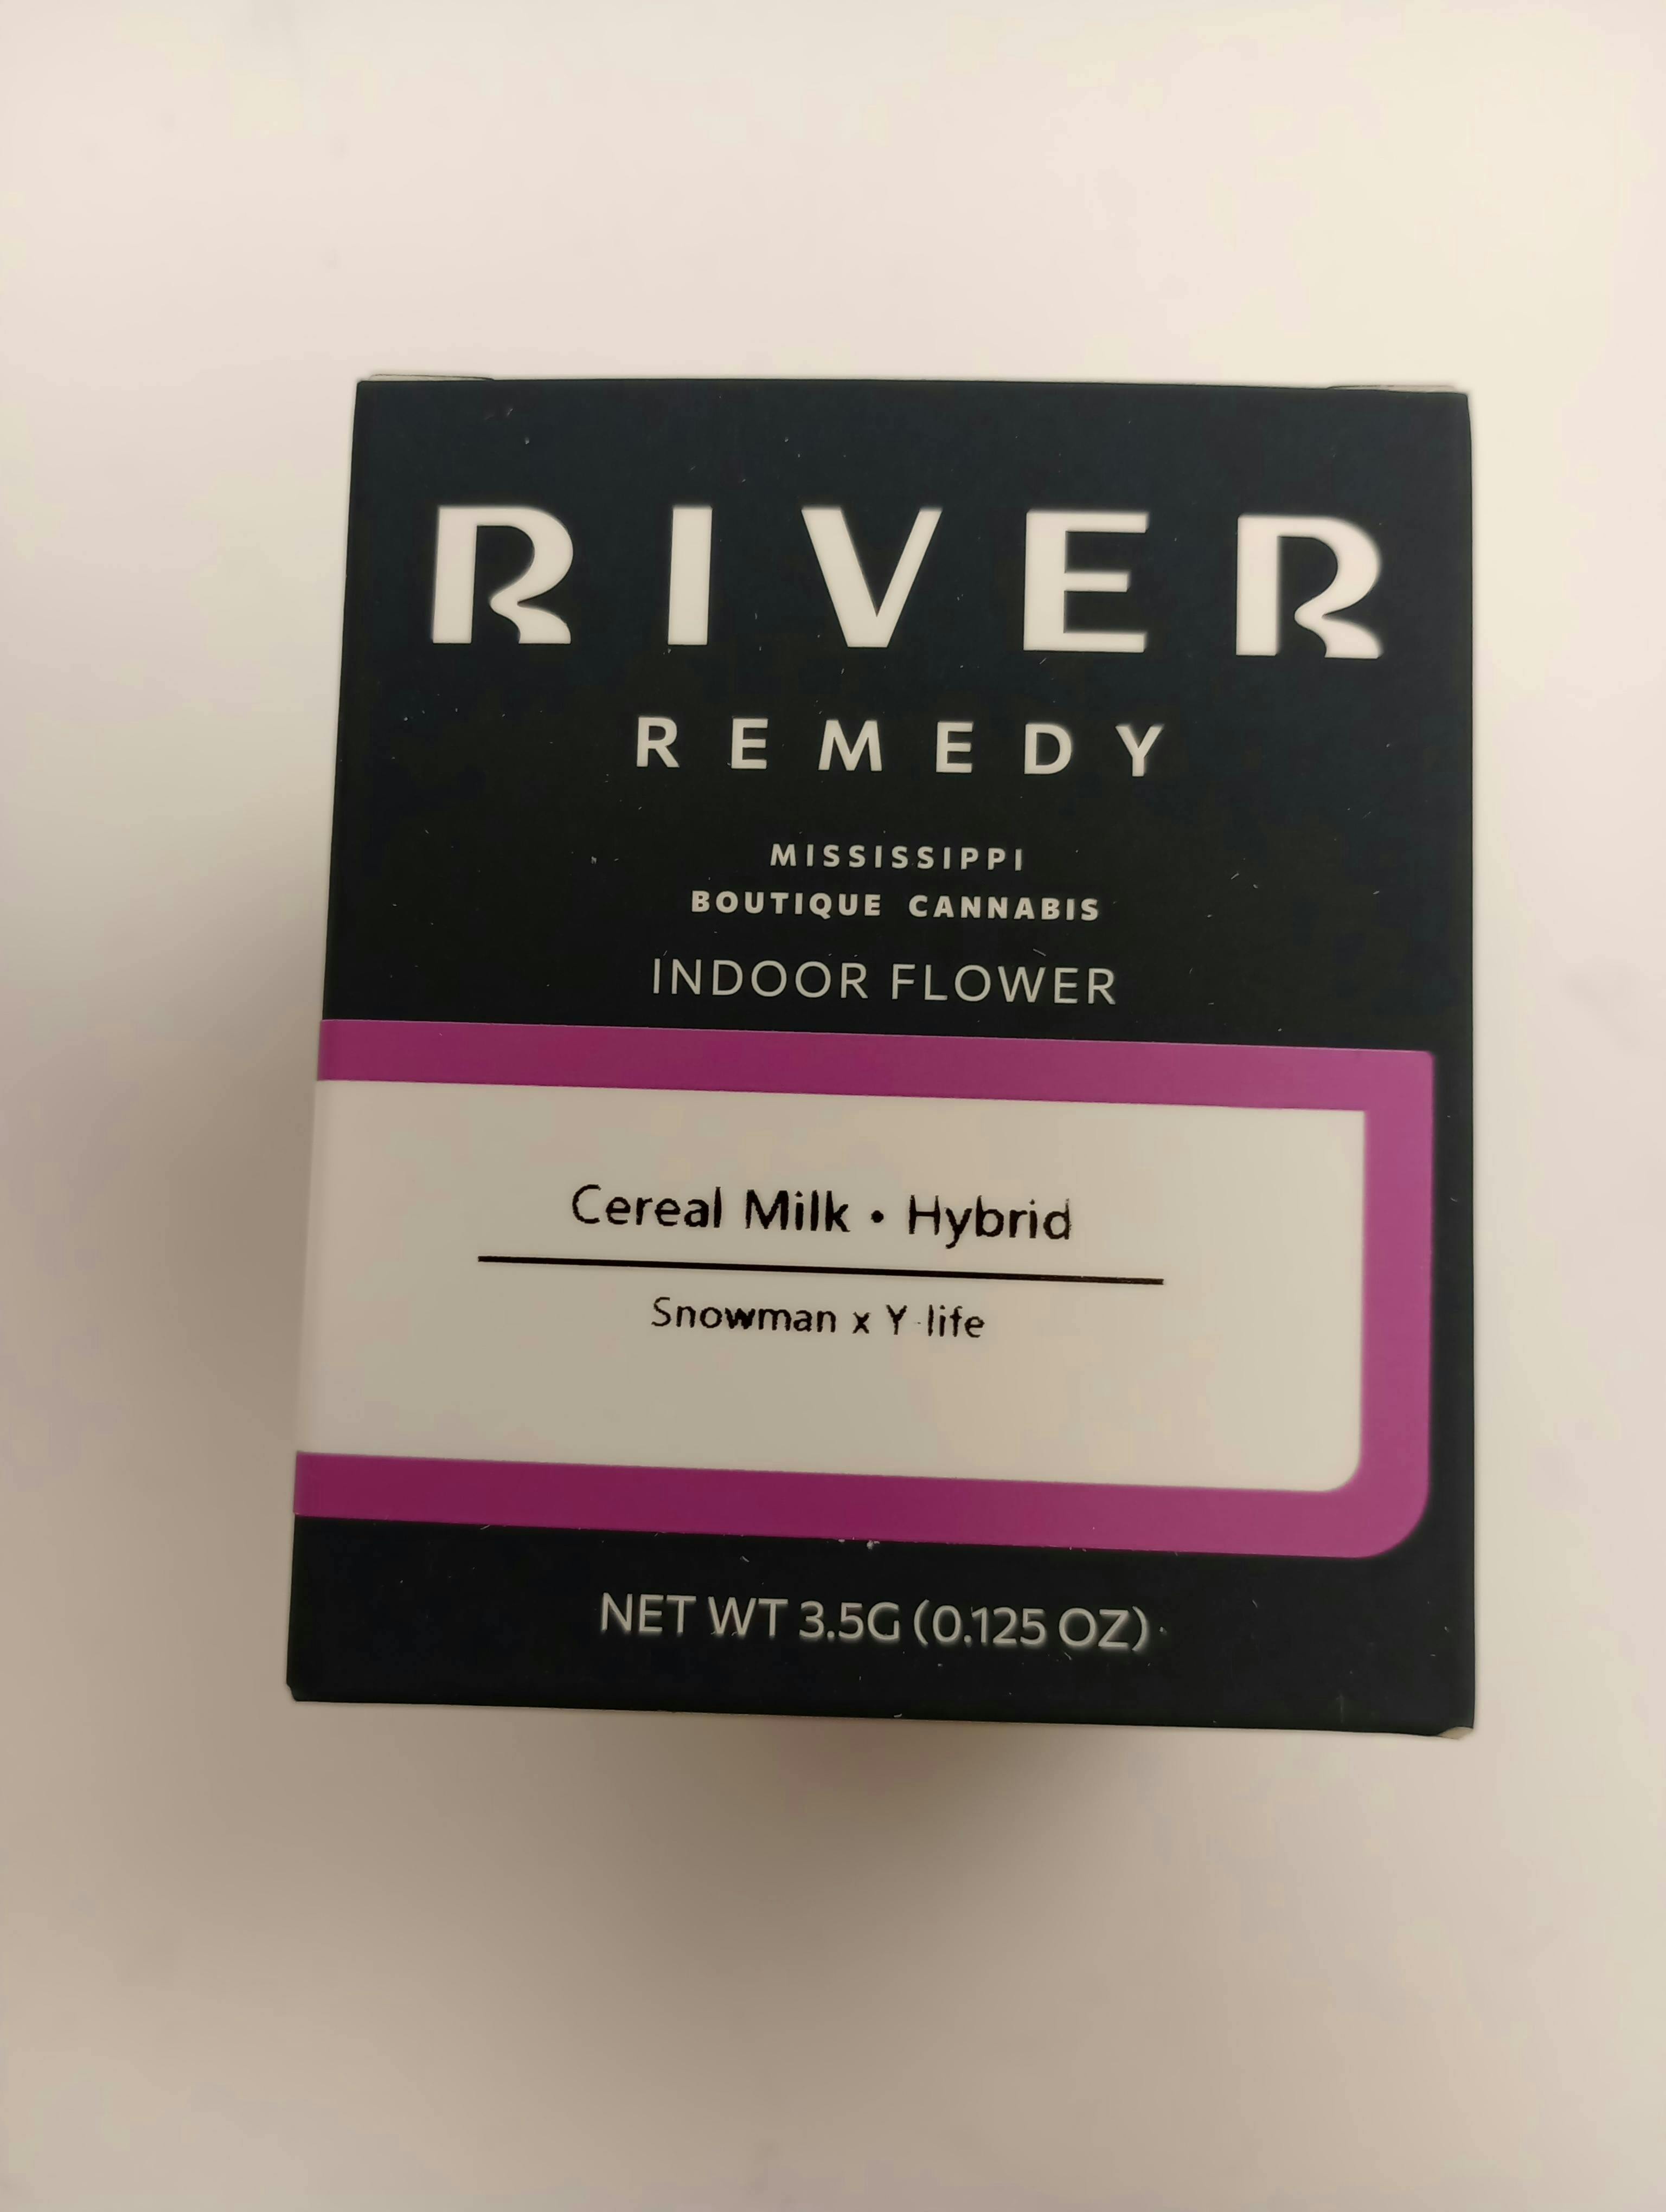 RIVER
REMEDY
MISSISSIPPI
BOUTIQUE CANNABIS
INDOOR FLOWER
Cereal Milk • Hybrid
Snowman x Y life
NET WT 3.5G (0.125 OZ)